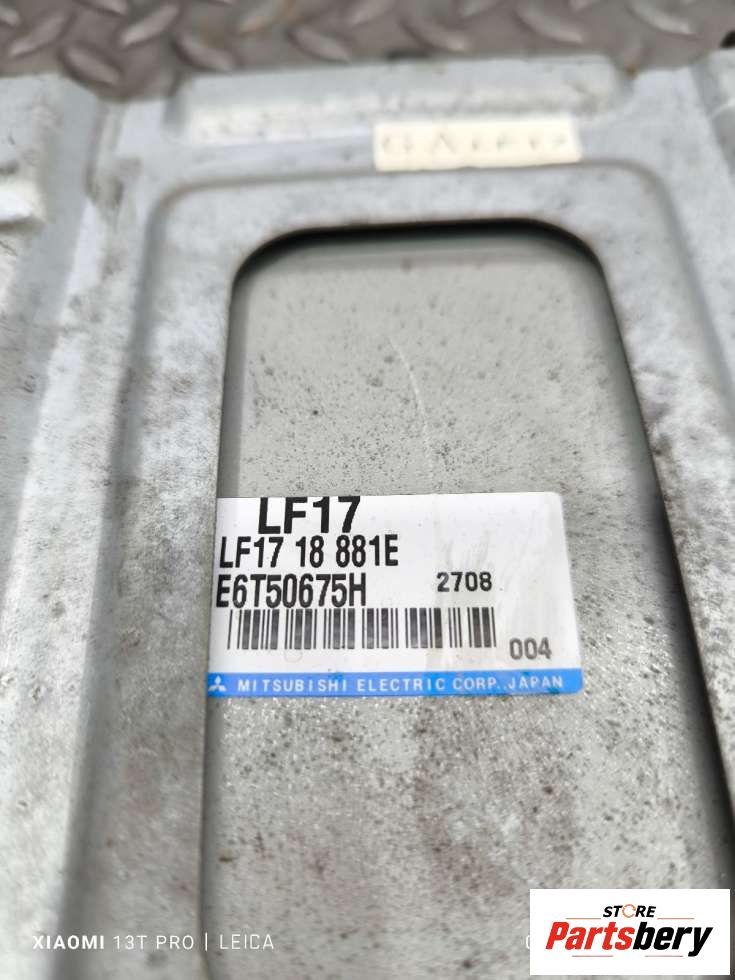 LF17
LF17 18 881E
E6T50675H 2708
004
MITSUBISHI ELECTRIC CORP. JAPAN
XIAOMI 13T PRO | LEICA
STORE
Partsbery